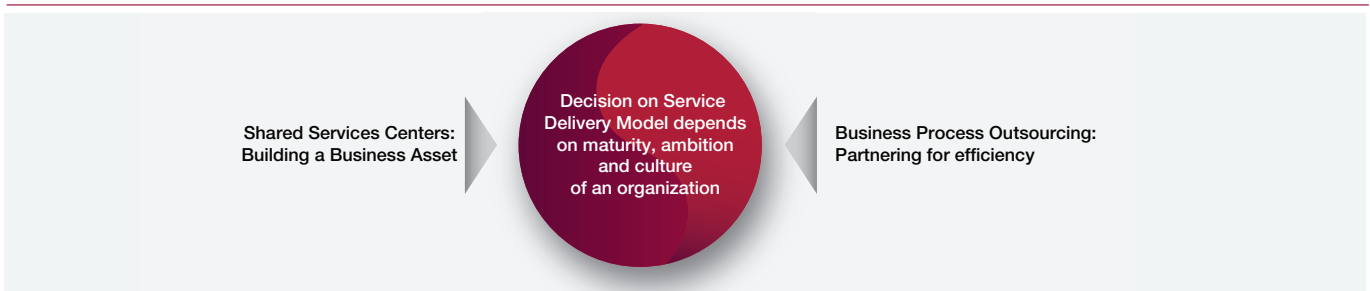 Shared Services Centers:
Building a Business Asset
Decision on Service
Delivery Model depends
on maturity, ambition
and culture
of an organization
Business Process Outsourcing:
Partnering for efficiency